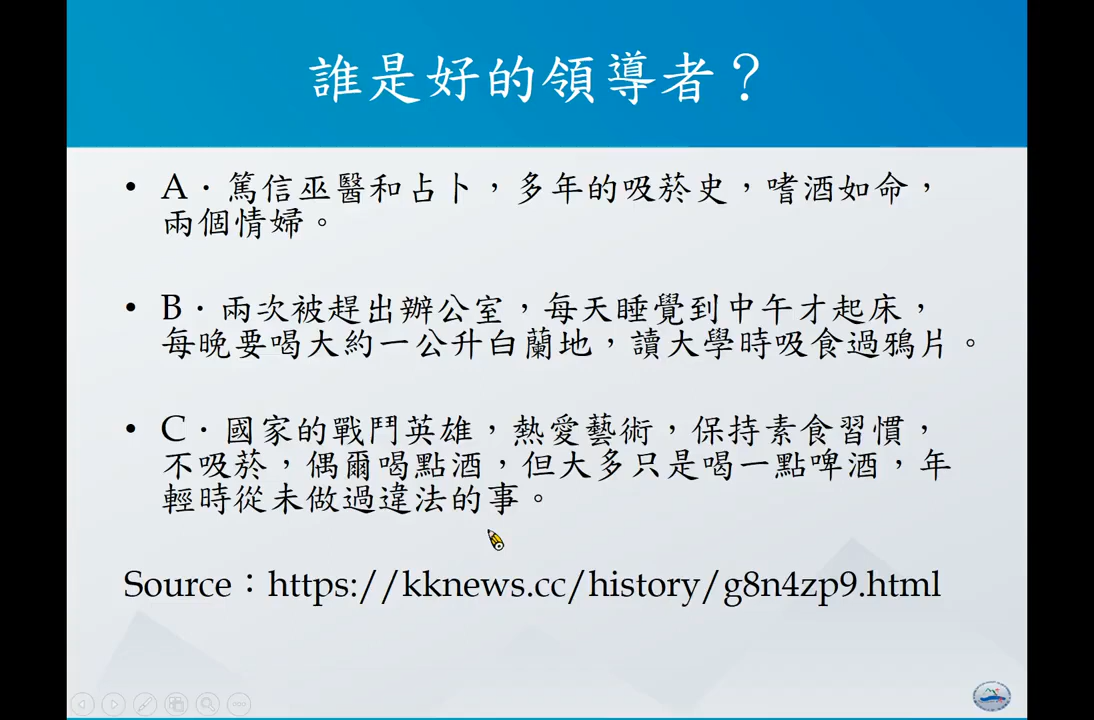 誰是好的領導者？
• A．篤信巫醫和占卜，多年的吸菸史，嗜酒如命，
兩個情婦。
• B．兩次被趕出辦公室，每天睡覺到中午才起床，
每晚要喝大約一公升白蘭地，讀大學時吸食過鴉片。
• C．國家的戰鬥英雄，熱愛藝術，保持素食習慣，
不吸菸，偶爾喝點酒，但大多只是喝一點啤酒，年
輕時從未做過違法的事。
Source：https://kknews.cc/history/g8n4zp9.html